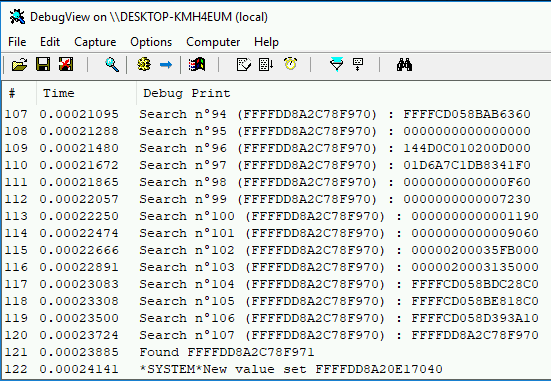 DebugView on \\DESKTOP-KMH4EUM (local)
File Edit Capture Options Computer Help
# Time Debug Print
107 0.00021095 Search n°94 (FFFFDD8A2C78F970) : FFFFCD058BAB6360
108 0.00021288 Search n°95 (FFFFDD8A2C78F970) : 0000000000000000
109 0.00021480 Search n°96 (FFFFDD8A2C78F970) : 144D0C010200D000
110 0.00021672 Search n°97 (FFFFDD8A2C78F970) : 01D6A7C1DB8341F0
111 0.00021865 Search n°98 (FFFFDD8A2C78F970) : 0000000000000F60
112 0.00022057 Search n°99 (FFFFDD8A2C78F970) : 0000000000007230
113 0.00022250 Search n°100 (FFFFDD8A2C78F970) : 0000000000001190
114 0.00022474 Search n°101 (FFFFDD8A2C78F970) : 0000000000009060
115 0.00022666 Search n°102 (FFFFDD8A2C78F970) : 00000200035FB000
116 0.00022891 Search n°103 (FFFFDD8A2C78F970) : 0000020003135000
117 0.00023083 Search n°104 (FFFFDD8A2C78F970) : FFFFCD058BDC28C0
118 0.00023308 Search n°105 (FFFFDD8A2C78F970) : FFFFCD058BE818C0
119 0.00023500 Search n°106 (FFFFDD8A2C78F970) : FFFFCD058D393A10
120 0.00023724 Search n°107 (FFFFDD8A2C78F970) : FFFFDD8A2C78F970
121 0.00023885 Found FFFFDD8A2C78F971
122 0.00024141 *SYSTEM*New value set FFFFDD8A20E17040